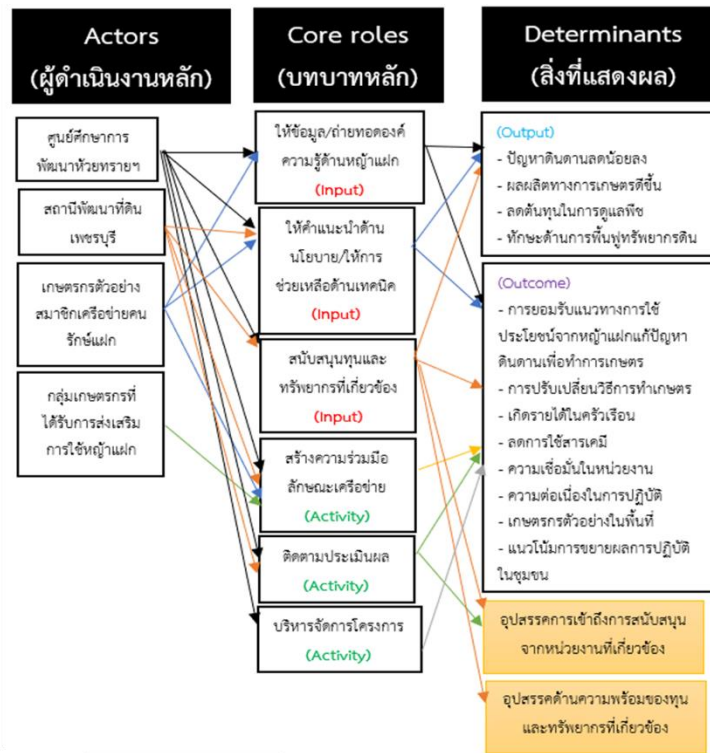 Actors
(ผู้ดำเนินงานหลัก)
Core roles
(บทบาทหลัก)
Determinants
(สิ่งที่แสดงผล)
ศูนย์ศึกษาการ
พัฒนาห้วยทรายฯ
สถานีพัฒนาที่ดิน
เพชรบุรี
เกษตรกรตัวอย่าง
สมาชิกเครือข่ายคน
รักษ์แฝก
กลุ่มเกษตรกรที่
ได้รับการส่งเสริม
การใช้หญ้าแฝก
ให้ข้อมูล/ถ่ายทอดองค์
ความรู้ด้านหญ้าแฝก
(Input)
ให้คำแนะนำด้าน
นโยบาย/ให้การ
ช่วยเหลือด้านเทคนิค
(Input)
สนับสนุนทุนและ
ทรัพยากรที่เกี่ยวข้อง
(Input)
สร้างความร่วมมือ
ลักษณะเครือข่าย
(Activity)
ติดตามประเมินผล
(Activity)
บริหารจัดการโครงการ
(Activity)
(Output)
- ปัญหาดินดานลดน้อยลง
- ผลผลิตทางการเกษตรดีขึ้น
- ลดต้นทุนในการดูแลพืช
- ทักษะด้านการฟื้นฟูทรัพยากรดิน
(Outcome)
- การยอมรับแนวทางการใช้
ประโยชน์จากหญ้าแฝกแก้ปัญหา
ดินดานเพื่อทำการเกษตร
- การปรับเปลี่ยนวิธีการทำเกษตร
- เกิดรายได้ในครัวเรือน
- ลดการใช้สารเคมี
- ความเชื่อมั่นในหน่วยงาน
- ความต่อเนื่องในการปฏิบัติ
- เกษตรกรตัวอย่างในพื้นที่
- แนวโน้มการขยายผลการปฏิบัติ
ในชุมชน
อุปสรรคการเข้าถึงการสนับสนุน
จากหน่วยงานที่เกี่ยวข้อง
อุปสรรคด้านความพร้อมของทุน
และทรัพยากรที่เกี่ยวข้อง